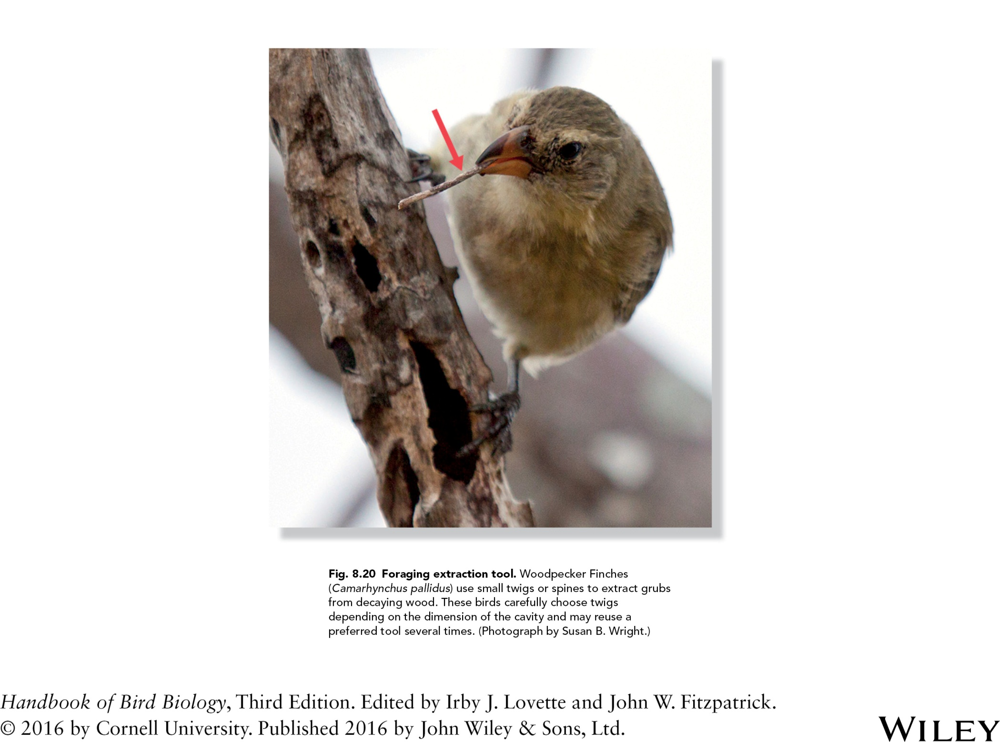 Fig. 8.20 Foraging extraction tool. Woodpecker Finches
(Camarhynchus pallidus) use small twigs or spines to extract grubs
from decaying wood. These birds carefully choose twigs
depending on the dimension of the cavity and may reuse a
preferred tool several times. (Photograph by Susan B. Wright.)
Handbook of Bird Biology, Third Edition. Edited by Irby J. Lovette and John W. Fitzpatrick.
© 2016 by Cornell University. Published 2016 by John Wiley & Sons, Ltd.
WILEY